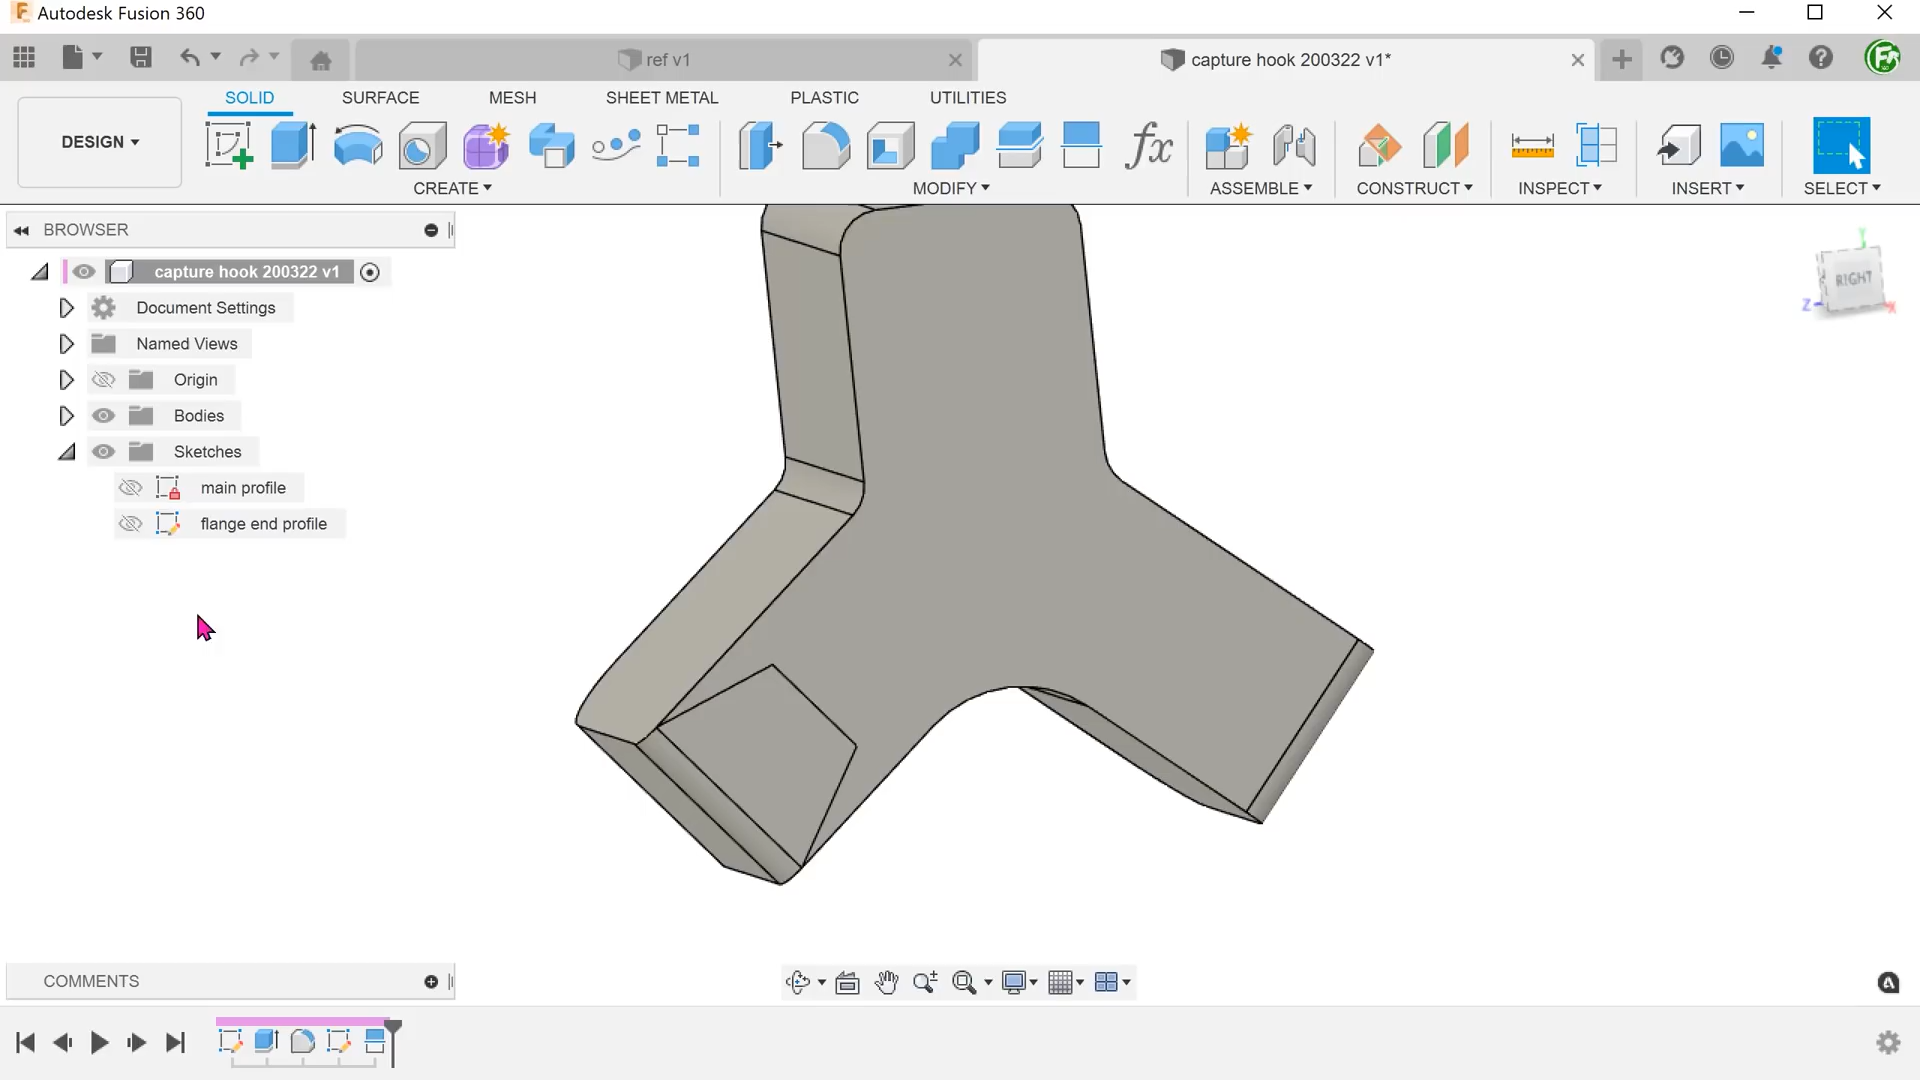 Autodesk Fusion 360
ref v1
capture hook 200322 v1*
SOLID
SURFACE
MESH
SHEET METAL
PLASTIC
UTILITIES
DESIGN
fx
CREATE
MODIFY
ASSEMBLE
CONSTRUCT
INSPECT
INSERT
SELECT
BROWSER
capture hook 200322 v1
Document Settings
Named Views
Origin
Bodies
Sketches
main profile
flange end profile
Y
RIGHT
Z
X
COMMENTS